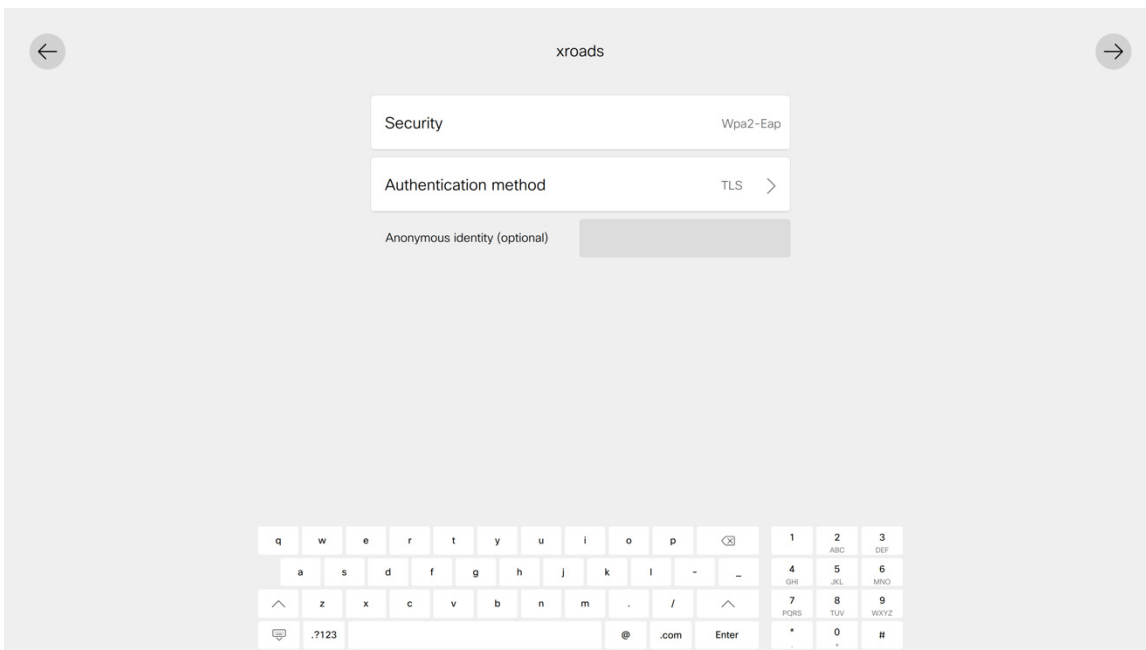 xroads
Security Wpa2-Eap
Authentication method TLS
Anonymous identity (optional)
q w e r t y u i o p 1 2 3
ABC DEF
a s d f g h j k l - _ 4 5 6
GHI JKL MNO
z x c v b n m . / 7 8 9
PQRS TUV WXYZ
.?123 @ .com Enter * 0 #
, +